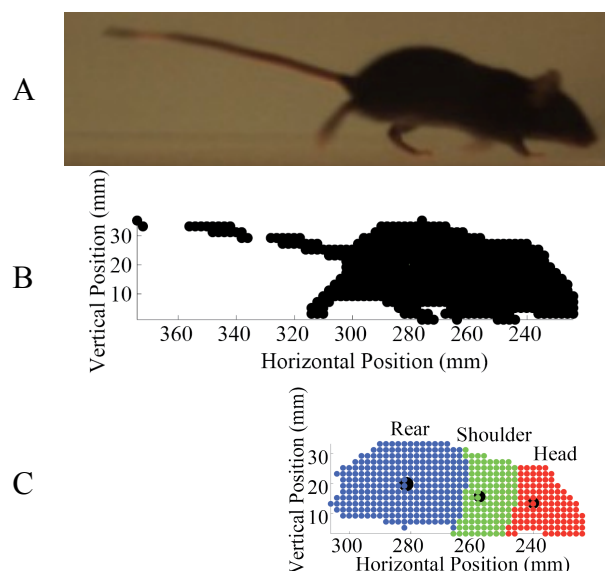 A
B
Vertical Position (mm)
30
20
10
360 340 320 300 280 260 240
Horizontal Position (mm)
C
Rear Shoulder Head
Vertical Position (mm)
30
20
10
300 280 260 240
Horizontal Position (mm)